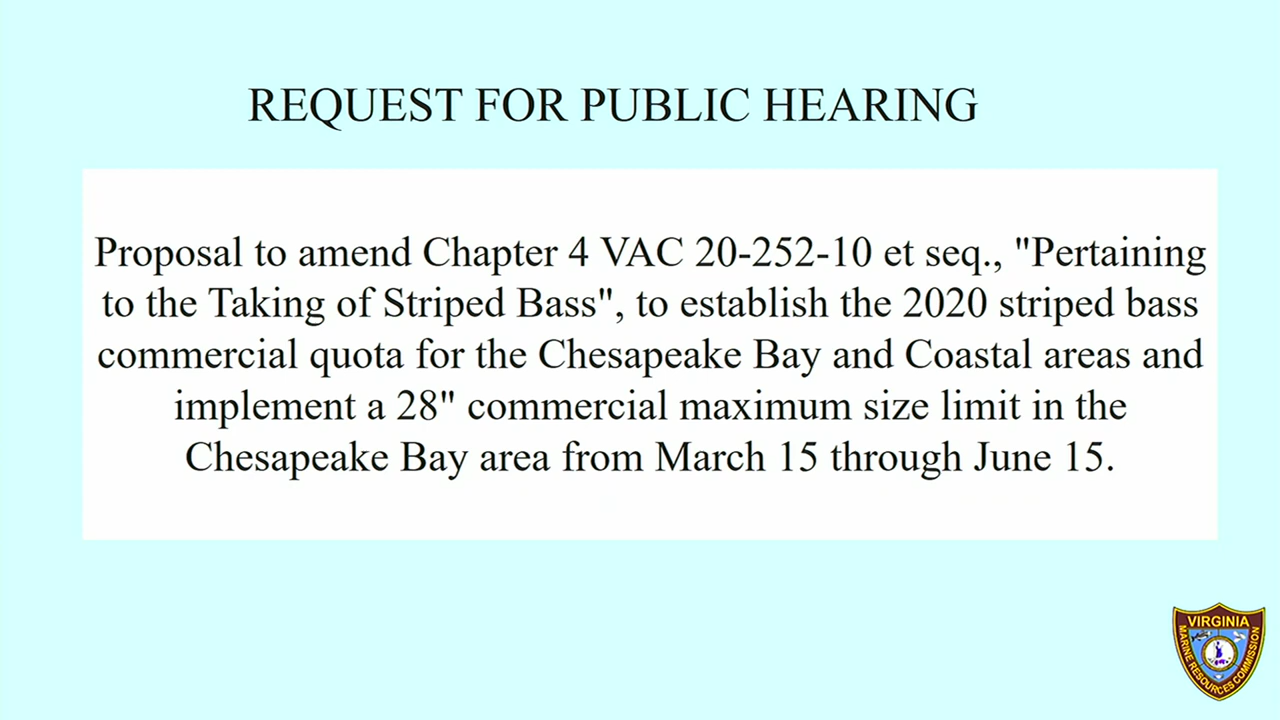 REQUEST FOR PUBLIC HEARING
Proposal to amend Chapter 4 VAC 20-252-10 et seq., "Pertaining
to the Taking of Striped Bass", to establish the 2020 striped bass
commercial quota for the Chesapeake Bay and Coastal areas and
implement a 28" commercial maximum size limit in the
Chesapeake Bay area from March 15 through June 15.
VIRGINIA
MARINE RESOURCES COMMISSION